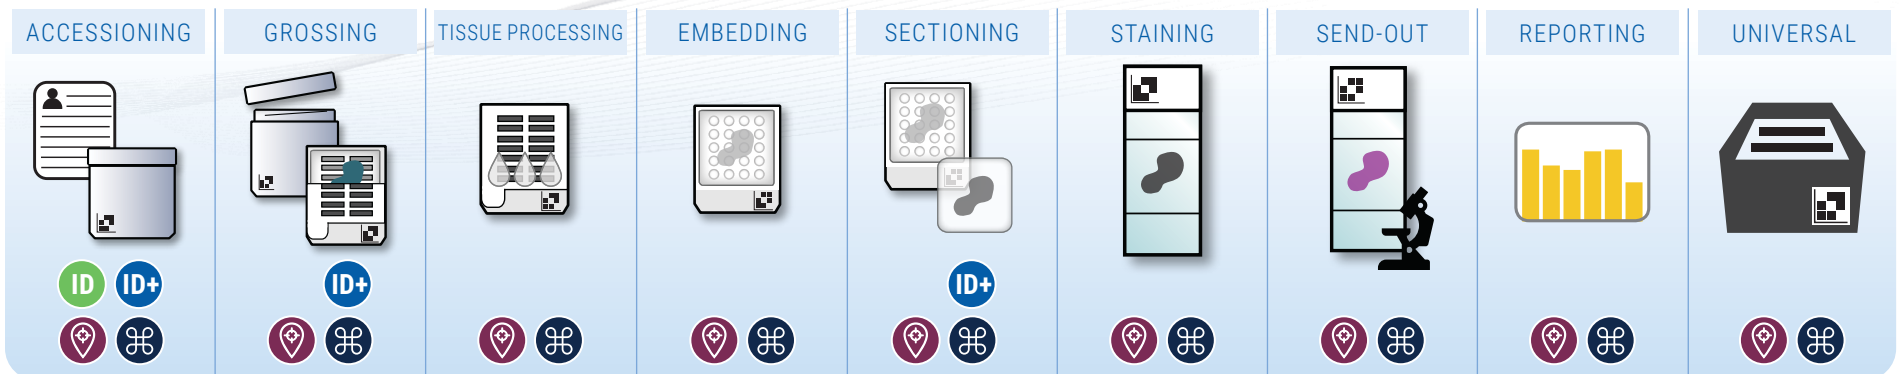 ACCESSIONING
GROSSING
TISSUE PROCESSING
EMBEDDING
SECTIONING
STAINING
SEND-OUT
REPORTING
UNIVERSAL
ID ID+
ID+
ID+